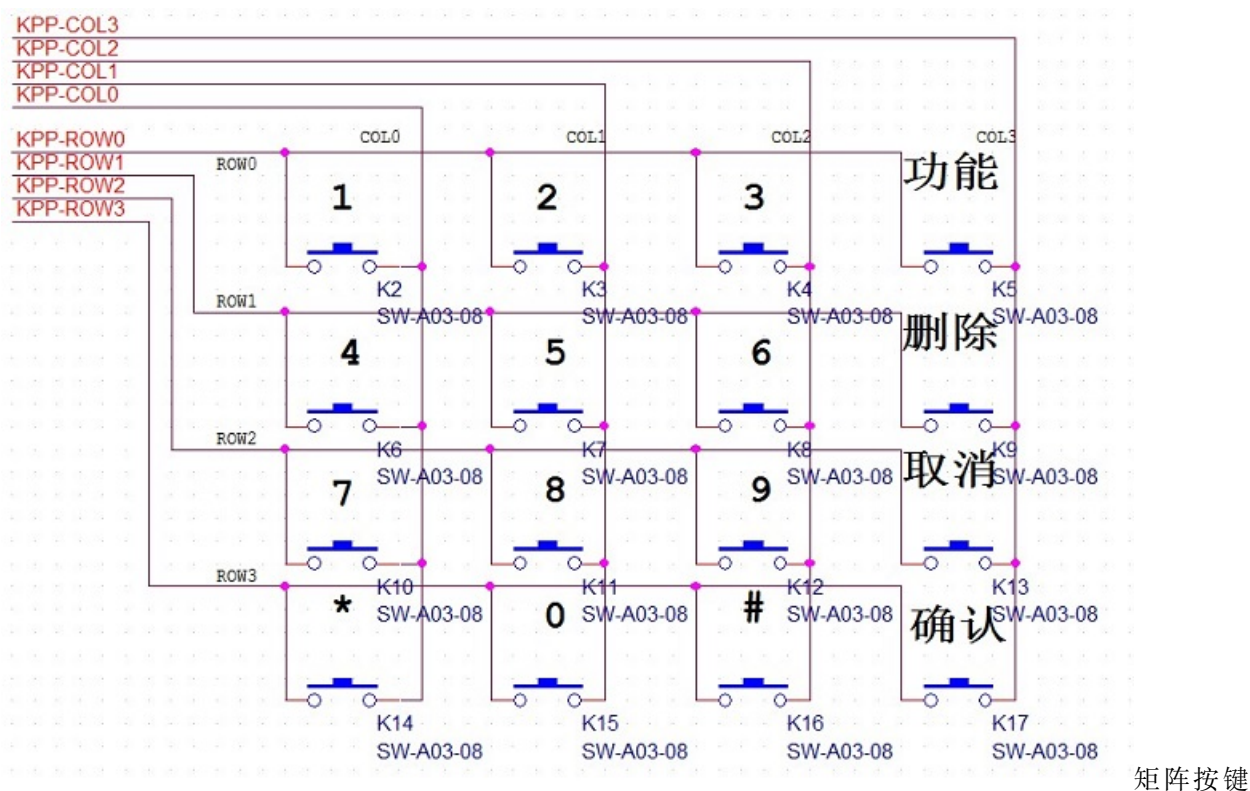 KPP-COL3
KPP-COL2
KPP-COL1
KPP-COL0
KPP-ROW0
KPP-ROW1
KPP-ROW2
KPP-ROW3
COL0 COL1 COL2 COL3
ROW0
1 2 3 功能
K2 K3 K4 K5
ROW1
SW-A03-08 SW-A03-08 SW-A03-08 SW-A03-08
4 5 6 删除
ROW2
K6 K7 K8 K9
SW-A03-08 SW-A03-08 SW-A03-08 SW-A03-08
7 8 9 取消
ROW3
K10 K11 K12 K13
SW-A03-08 SW-A03-08 SW-A03-08 SW-A03-08
* 0 # 确认
K14 K15 K16 K17
SW-A03-08 SW-A03-08 SW-A03-08 SW-A03-08
矩阵按键